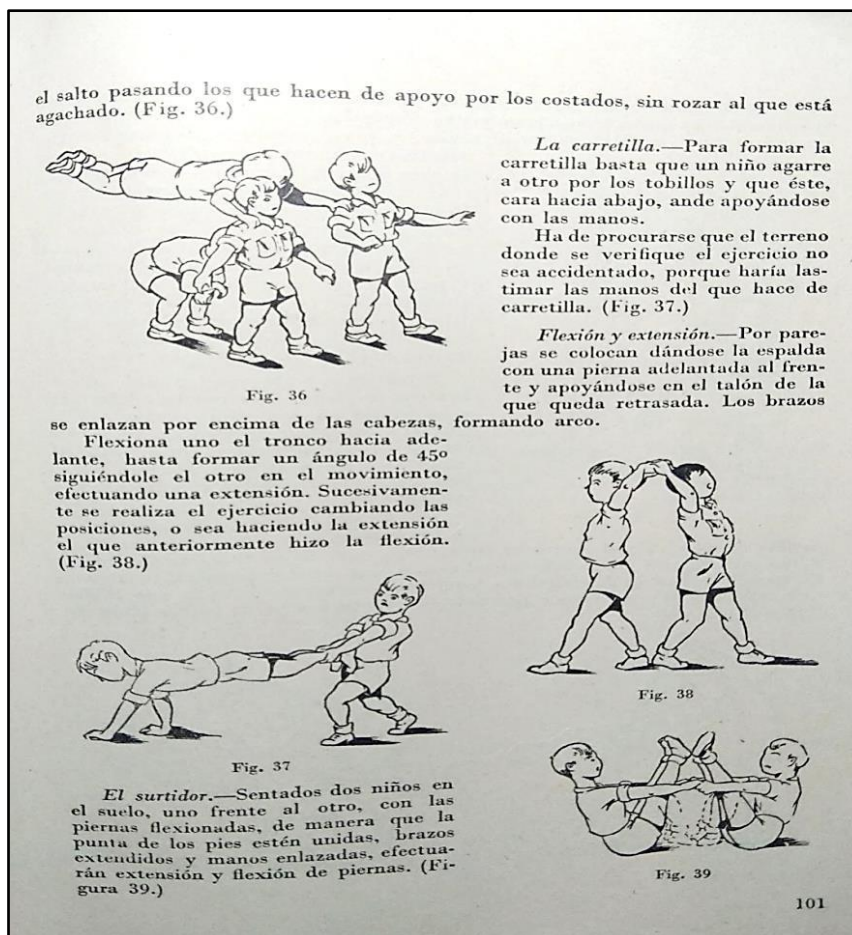 el salto pasando los que hacen de apoyo por los costados, sin rozar al que está
agachado. (Fig. 36.)
La carretilla.—Para formar la
carretilla basta que un niño agarre
a otro por los tobillos y que éste,
cara hacia abajo, ande apoyándose
con las manos.
Ha de procurarse que el terreno
donde se verifique el ejercicio no
sea accidentado, porque haría las-
timar las manos del que hace de
carretilla. (Fig. 37.)
Flexión y extensión.—Por pare-
jas se colocan dándose la espalda
con una pierna adelantada al fren-
te y apoyándose en el talón de la
que queda retrasada. Los brazos
Fig. 36
se enlazan por encima de las cabezas, formando arco.
Flexiona uno el tronco hacia ade-
lante, hasta formar un ángulo de 45º
siguiéndole el otro en el movimiento,
efectuando una extensión. Sucesivamen-
te se realiza el ejercicio cambiando las
posiciones, o sea haciendo la extensión
el que anteriormente hizo la flexión.
(Fig. 38.)
Fig. 38
Fig. 37
El surtidor.—Sentados dos niños en
el suelo, uno frente al otro, con las
piernas flexionadas, de manera que la
punta de los pies estén unidas, brazos
extendidos y manos enlazadas, efectua-
rán extensión y flexión de piernas. (Fi-
gura 39.)
Fig. 39
101